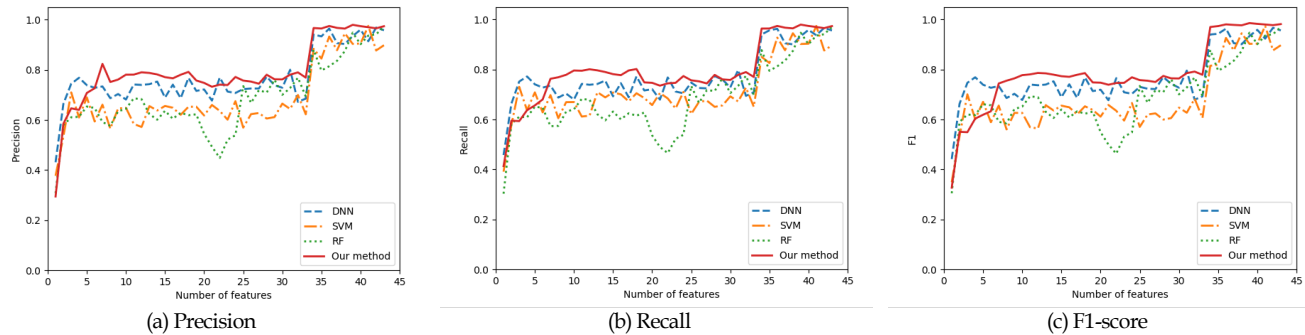 1.0
0.8
0.6
0.4
0.2
0.0
Precision
0 5 10 15 20 25 30 35 40 45
Number of features
DNN
SVM
RF
Our method
(a) Precision
1.0
0.8
0.6
0.4
0.2
0.0
Recall
0 5 10 15 20 25 30 35 40 45
Number of features
DNN
SVM
RF
Our method
(b) Recall
1.0
0.8
0.6
0.4
0.2
0.0
F1
0 5 10 15 20 25 30 35 40 45
Number of features
DNN
SVM
RF
Our method
(c) F1-score